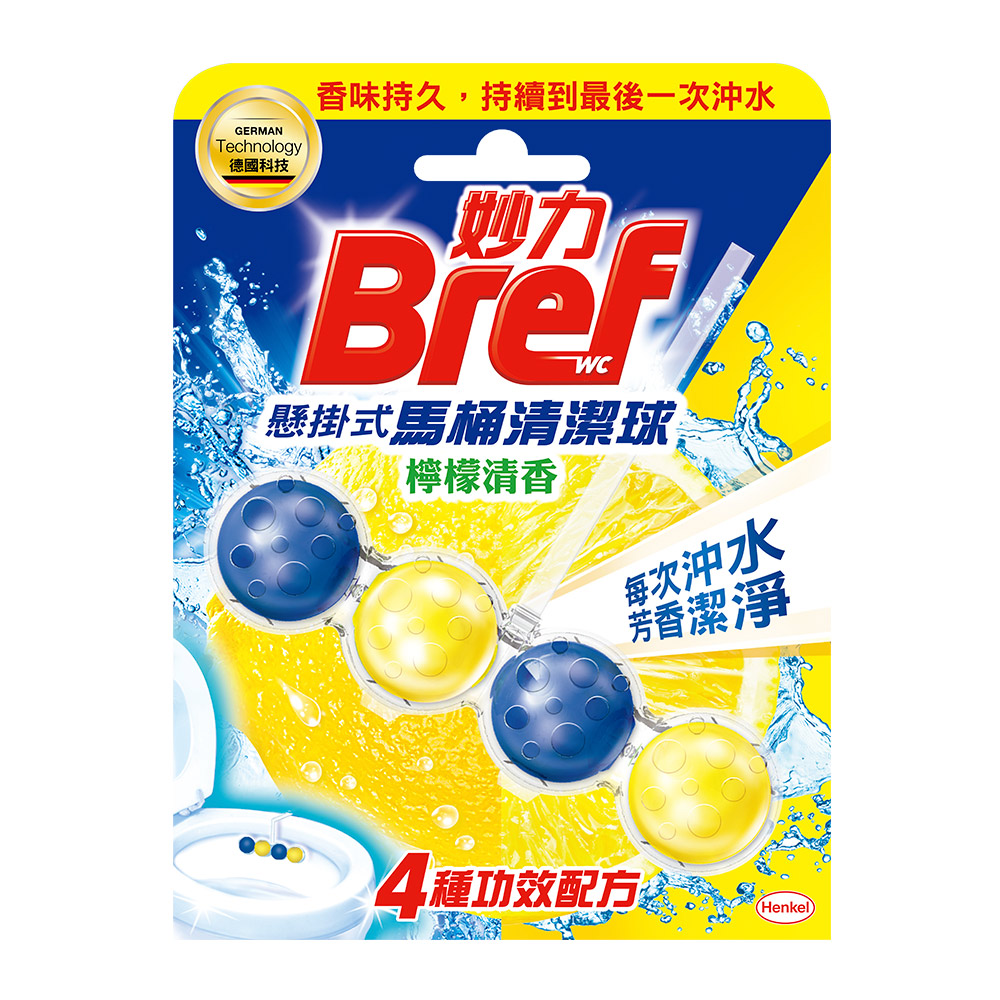 香味持久，持續到最後一次沖水
GERMAN
Technology
德國科技
妙力
Bref
WC
懸掛式馬桶清潔球
檸檬清香
每次沖水
芳香潔淨
4種功效配方
Henkel